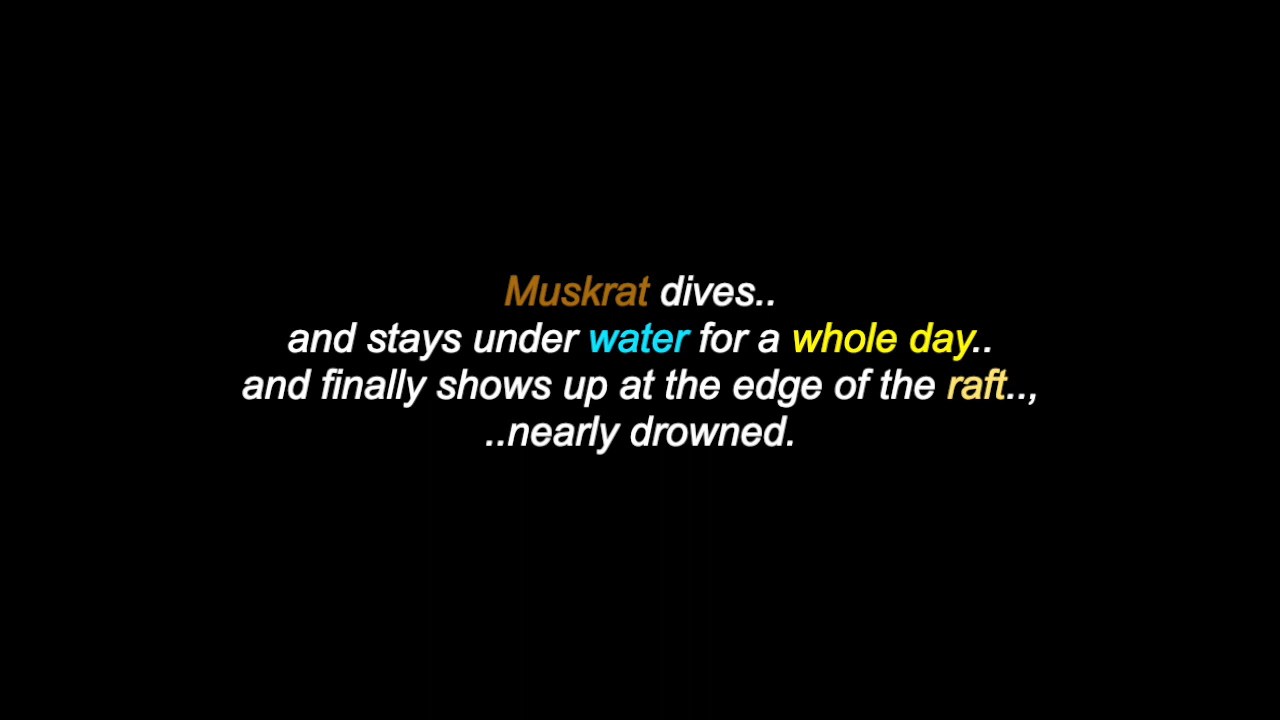 Muskrat dives..
and stays under water for a whole day..
and finally shows up at the edge of the raft..,
..nearly drowned.